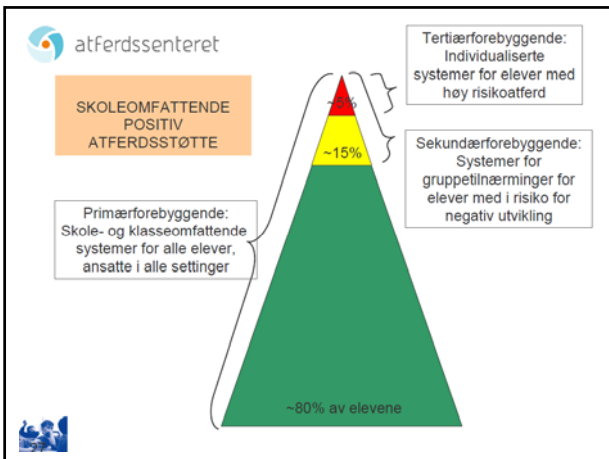 atferdssenteret
SKOLEOMFATTENDE
POSITIV
ATFERDSSTØTTE
Tertiærforebyggende:
Individualiserte
systemer for elever med
høy risikoatferd
~5%
~15%
Sekundærforebyggende:
Systemer for
gruppetilnærminger for
elever med i risiko for
negativ utvikling
Primærforebyggende:
Skole- og klasseomfattende
systemer for alle elever,
ansatte i alle settinger
~80% av elevene